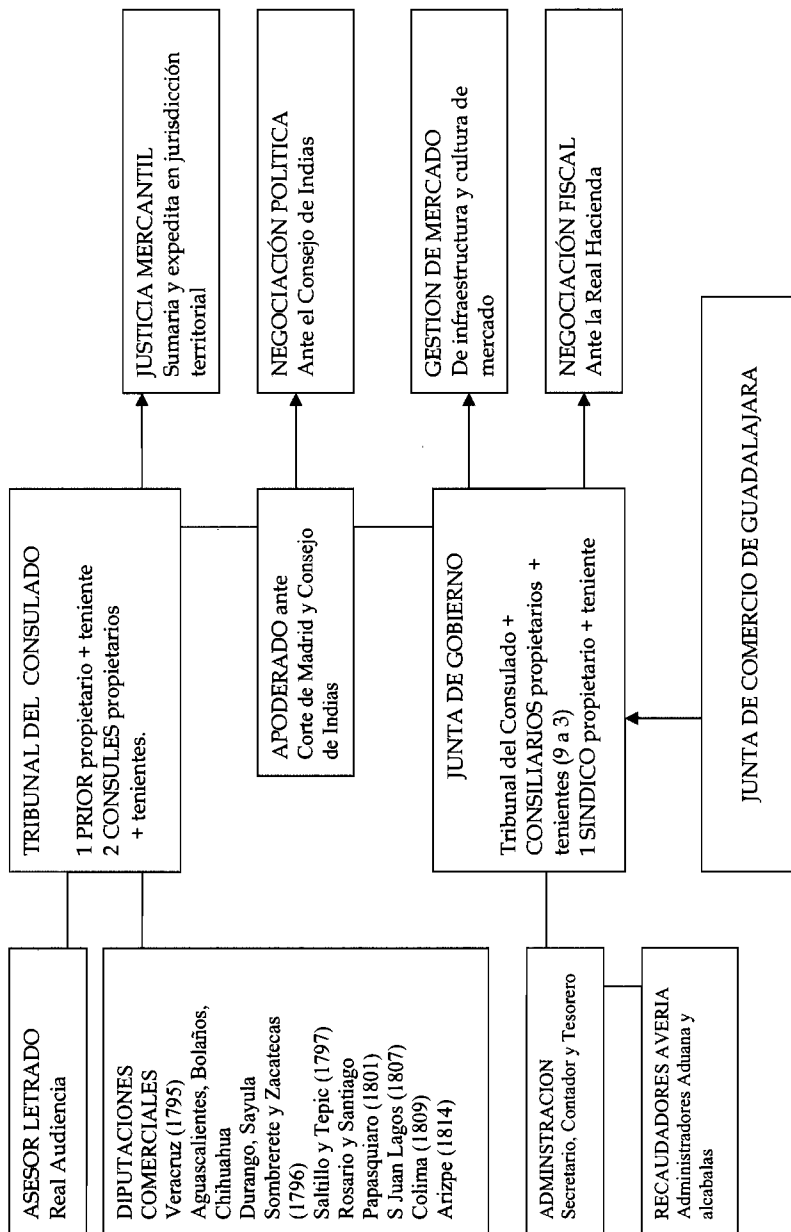 ASESOR LETRADO
Real Audiencia
DIPUTACIONES
COMERCIALES
Veracruz (1795)
Aguascalientes, Bolaños,
Chihuahua
Durango, Sayula
Sombrerete y Zacatecas
(1796)
Saltillo y Tepic (1797)
Rosario y Santiago
Papasquiaro (1801)
S Juan Lagos (1807)
Colima (1809)
Arizpe (1814)
ADMINSTRACION
Secretario, Contador y Tesorero
RECAUDADORES AVERIA
Administradores Aduana y
alcabalas
TRIBUNAL DEL CONSULADO
1 PRIOR propietario + teniente
2 CONSULES propietarios
+ tenientes.
APODERADO ante
Corte de Madrid y Consejo
de Indias
JUNTA DE GOBIERNO
Tribunal del Consulado +
CONSILIARIOS propietarios +
tenientes (9 a 3)
1 SINDICO propietario + teniente
JUNTA DE COMERCIO DE GUADALAJARA
JUSTICIA MERCANTIL
Sumaria y expedita en jurisdicción
territorial
NEGOCIACIÓN POLITICA
Ante el Consejo de Indias
GESTION DE MERCADO
De infraestructura y cultura de
mercado
NEGOCIACIÓN FISCAL
Ante la Real Hacienda